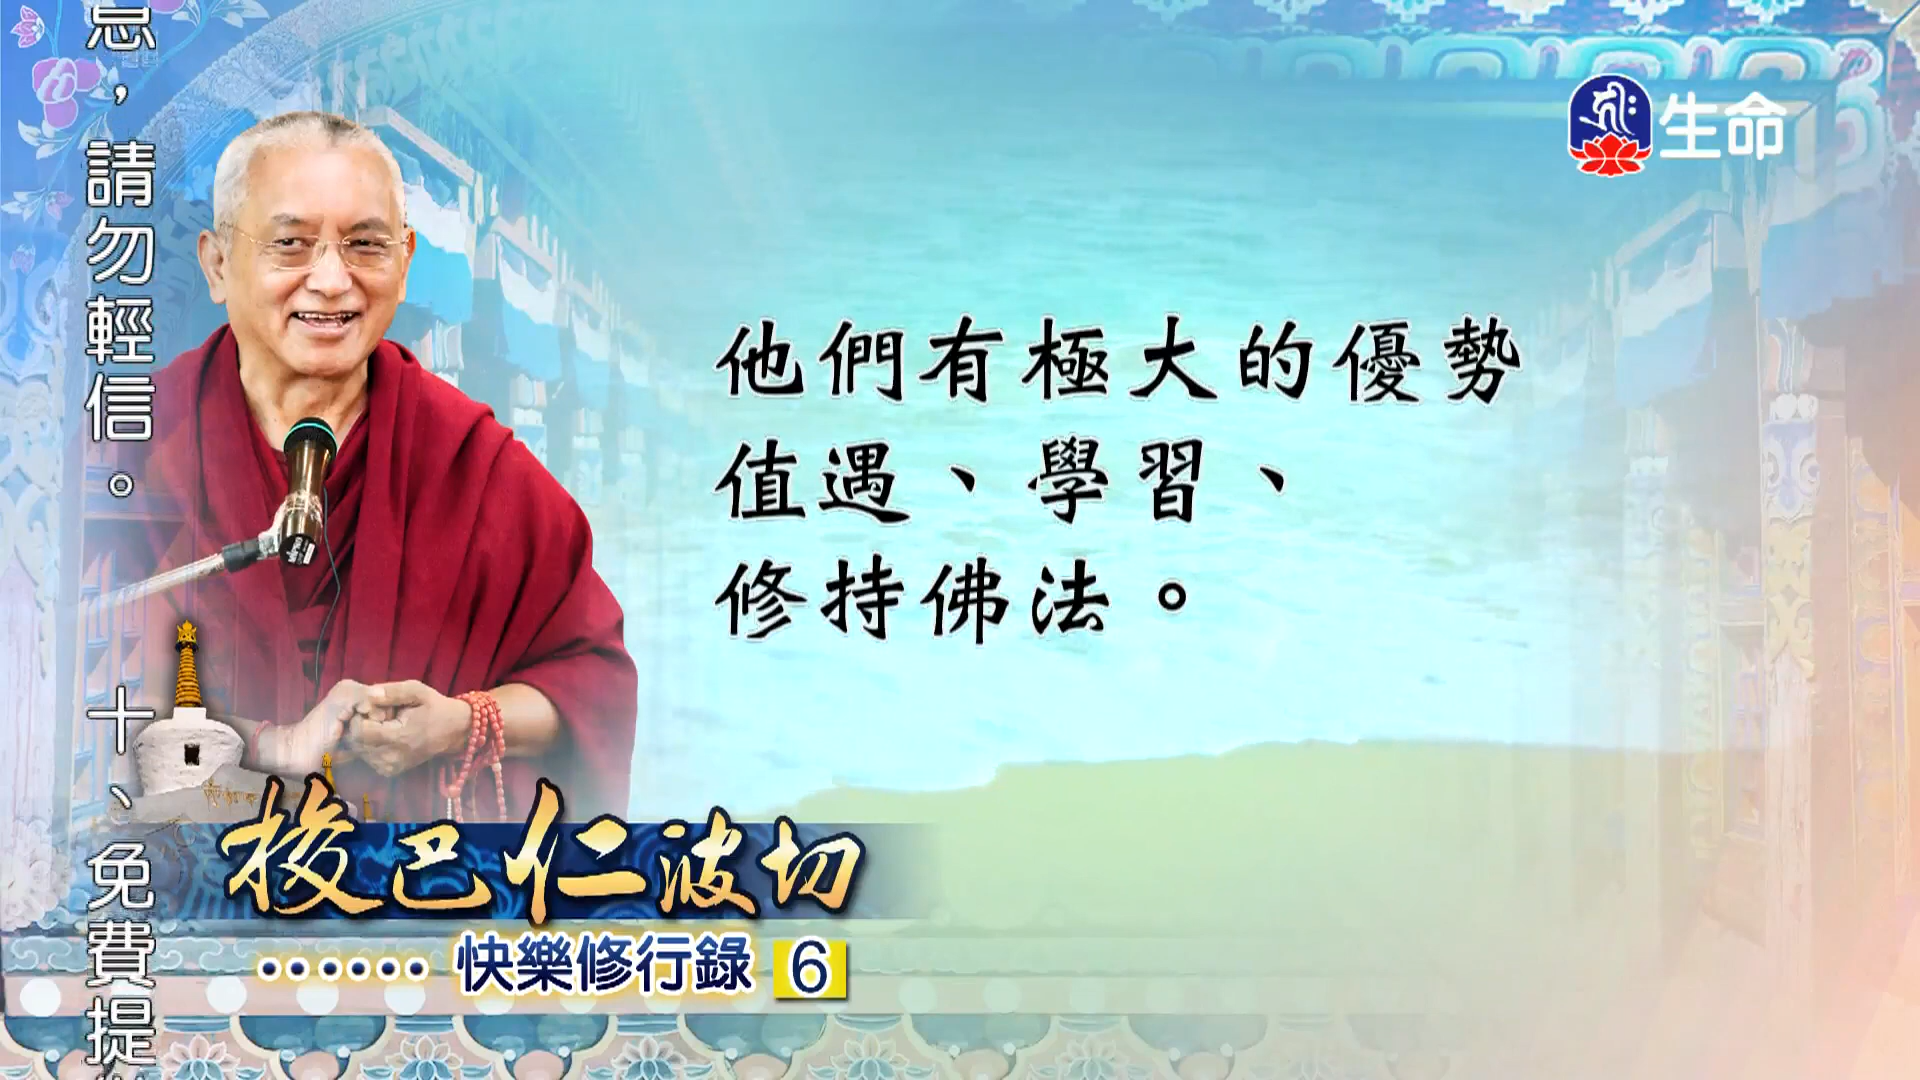 息，請勿輕信。 十、免費提
生命
他們有極大的優勢
值遇、學習、
修持佛法。
梭巴仁波切
快樂修行錄 6